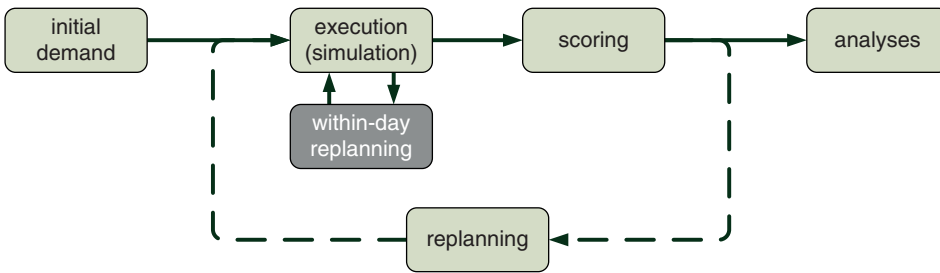 initial
demand
execution
(simulation)
scoring
analyses
within-day
replanning
replanning